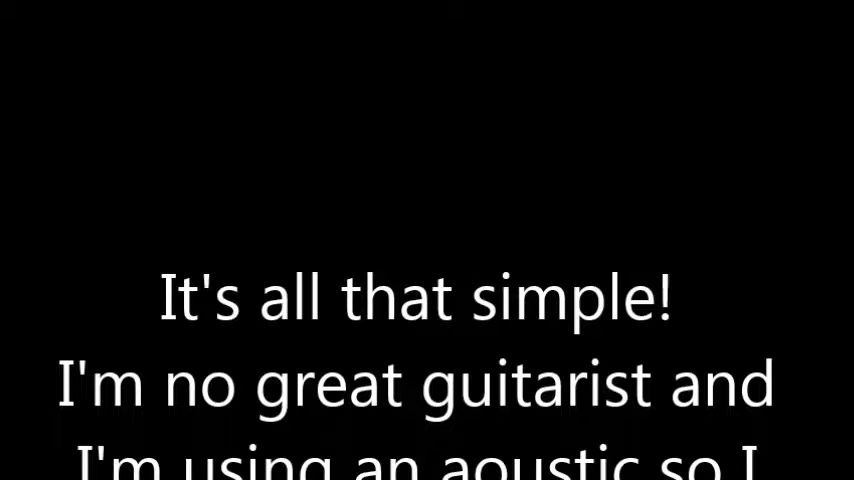 It's all that simple!
I'm no great guitarist and
I'm using an aoustic so I